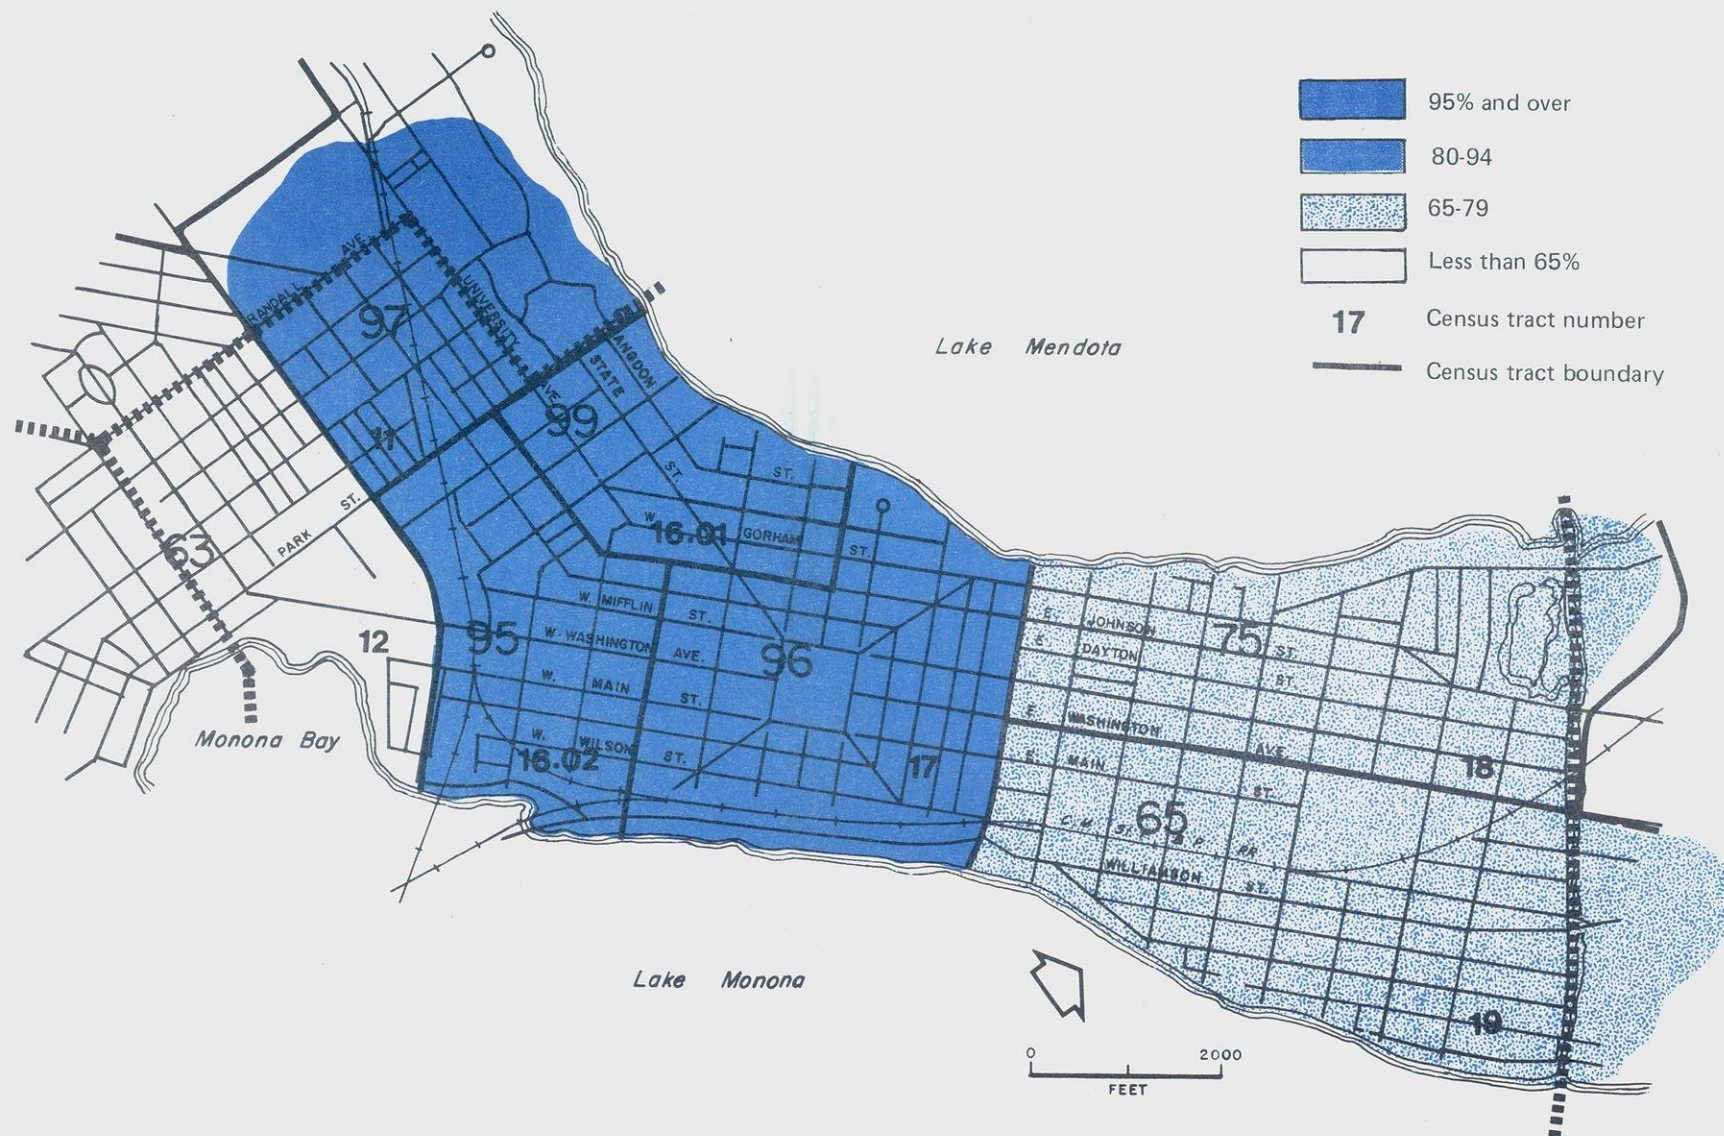 95% and over
80-94
65-79
Less than 65%
17 Census tract number
Census tract boundary
Lake Mendota
RANDALL AVE.
97
UNIVERSITY AVE.
LANGDON ST.
STATE ST.
99
11
PARK ST.
63
W. GORHAM ST.
16.01
W. MIFFLIN ST.
W. WASHINGTON AVE.
95
96
12
W. MAIN ST.
W. WILSON ST.
16.02
17
Monona Bay
E. JOHNSON ST.
75
E. DAYTON ST.
E. WASHINGTON AVE.
E. MAIN ST.
18
65
C. M. St. P & P RR
WILLIAMSON ST.
19
Lake Monona
0 2000
FEET